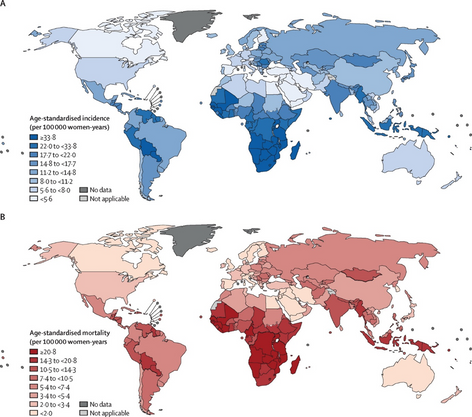 A
Age-standardised incidence
(per 100 000 women-years)
≥33·8
22·0 to <33·8
17·7 to <22·0
14·8 to <17·7
11·2 to <14·8
8·0 to <11·2
5·6 to <8·0
<5·6
No data
Not applicable
B
Age-standardised mortality
(per 100 000 women-years
≥20·8
14·3 to <20·8
10·5 to <14·3
7·4 to <10·5
5·4 to <7·4
3·4 to <5·4
2·0 to <3·4
<2·0
No data
Not applicable